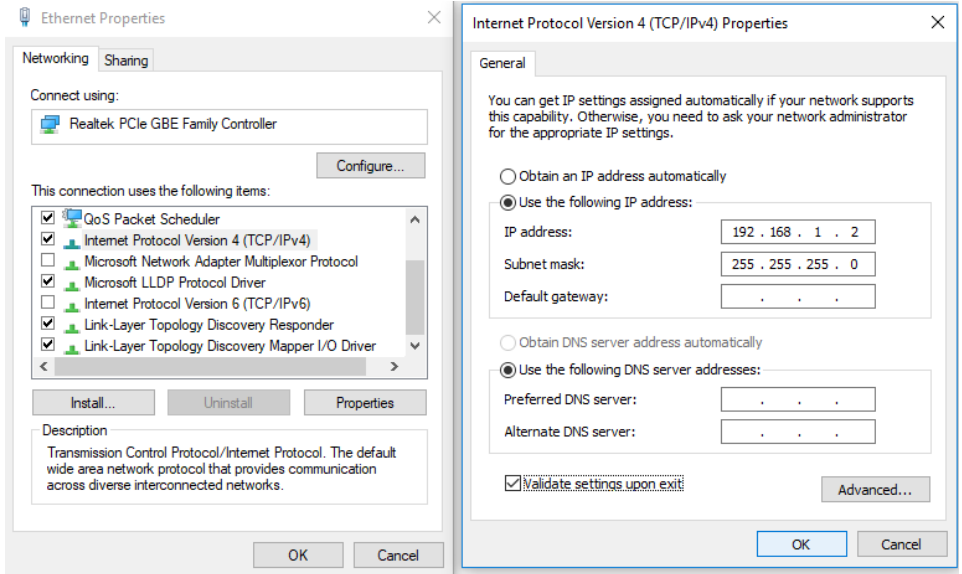 Ethernet Properties
Networking
Sharing
Connect using:
Realtek PCIe GBE Family Controller
Configure...
This connection uses the following items:
QoS Packet Scheduler
Internet Protocol Version 4 (TCP/IPv4)
Microsoft Network Adapter Multiplexor Protocol
Microsoft LLDP Protocol Driver
Internet Protocol Version 6 (TCP/IPv6)
Link-Layer Topology Discovery Responder
Link-Layer Topology Discovery Mapper I/O Driver
Install...
Uninstall
Properties
Description
Transmission Control Protocol/Internet Protocol. The default
wide area network protocol that provides communication
across diverse interconnected networks.
OK
Cancel
Internet Protocol Version 4 (TCP/IPv4) Properties
General
You can get IP settings assigned automatically if your network supports
this capability. Otherwise, you need to ask your network administrator
for the appropriate IP settings.
Obtain an IP address automatically
Use the following IP address:
IP address:
192 . 168 . 1 . 2
Subnet mask:
255 . 255 . 255 . 0
Default gateway:
. . .
Obtain DNS server address automatically
Use the following DNS server addresses:
Preferred DNS server:
. . .
Alternate DNS server:
. . .
Validate settings upon exit
Advanced...
OK
Cancel